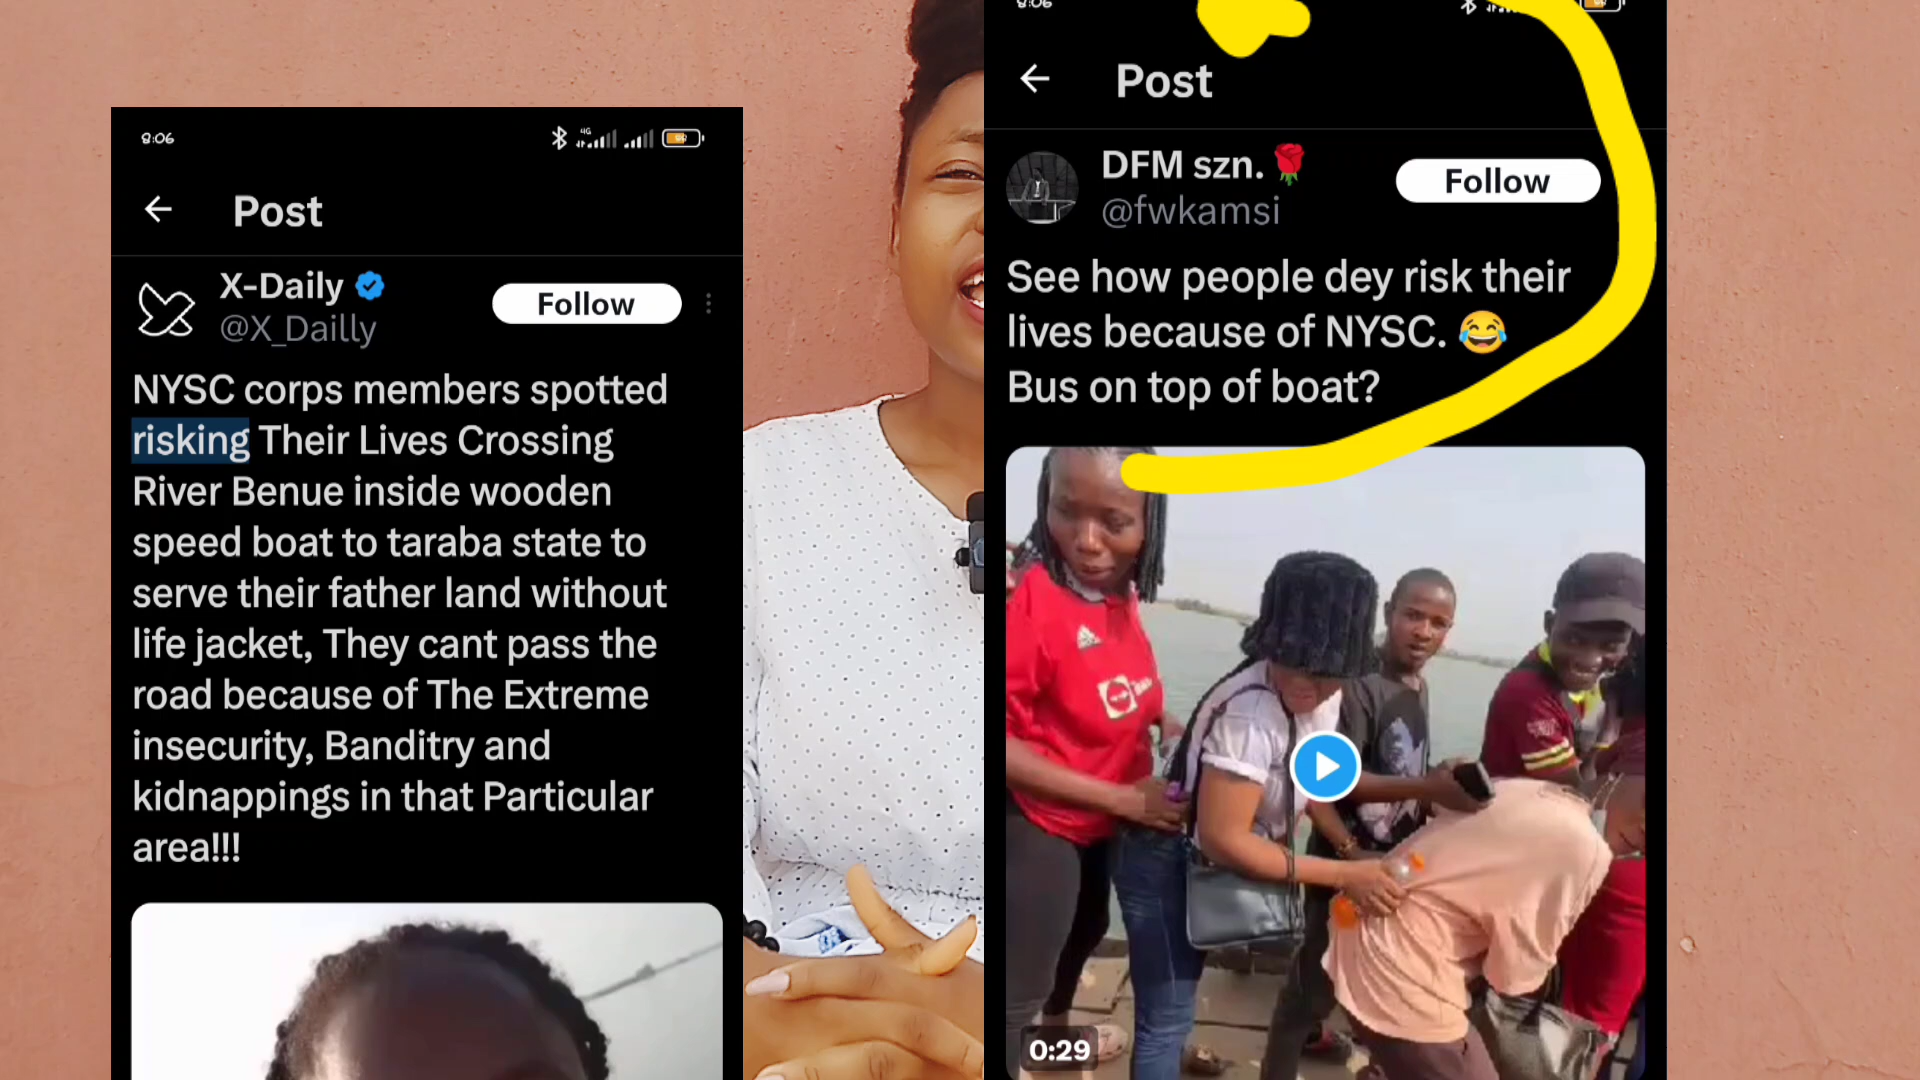 8:06
4G
Post
X-Daily
@X_Dailly
Follow
NYSC corps members spotted
risking Their Lives Crossing
River Benue inside wooden
speed boat to taraba state to
serve their father land without
life jacket, They cant pass the
road because of The Extreme
insecurity, Banditry and
kidnappings in that Particular
area!!!
8:06
Post
DFM szn.🌹
@fwkamsi
Follow
See how people dey risk their
lives because of NYSC. 😂
Bus on top of boat?
0:29